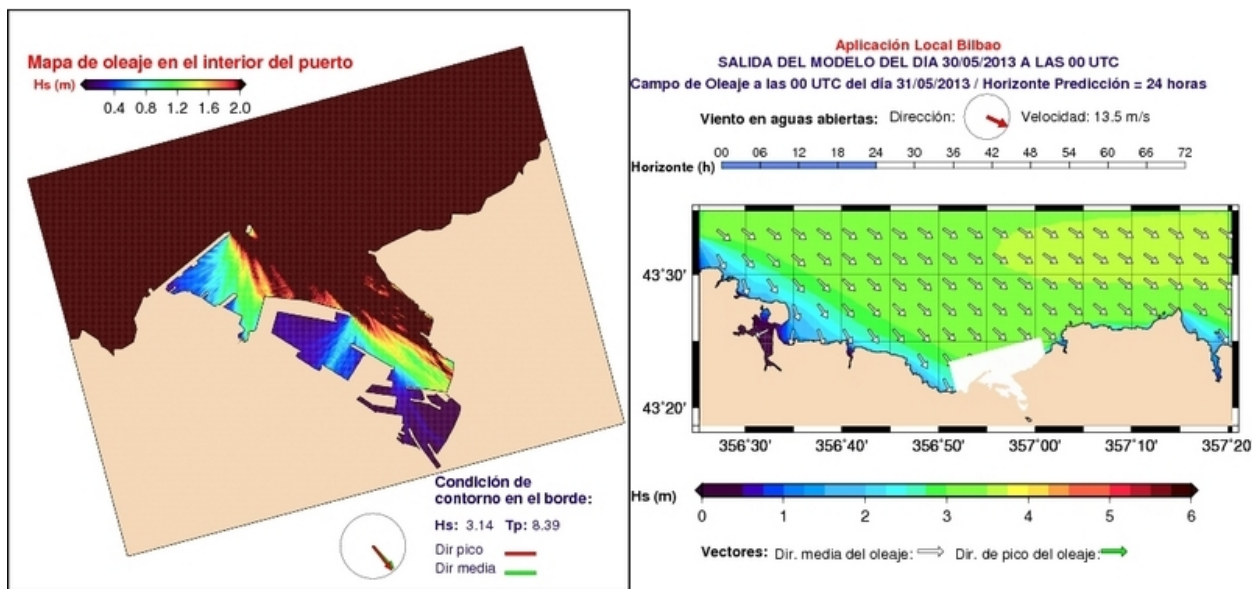 Mapa de oleaje en el interior del puerto
Hs (m)
0.4 0.8 1.2 1.6 2.0
Condición de
contorno en el borde:
Hs: 3.14 Tp: 8.39
Dir pico
Dir media
Aplicación Local Bilbao
SALIDA DEL MODELO DEL DÍA 30/05/2013 A LAS 00 UTC
Campo de Oleaje a las 00 UTC del día 31/05/2013 / Horizonte Predicción = 24 horas
Viento en aguas abiertas: Dirección: Velocidad: 13.5 m/s
00 06 12 18 24 30 36 42 48 54 60 66 72
Horizonte (h)
43°30'
43°20'
356°30' 356°40' 356°50' 357°00' 357°10' 357°20'
Hs (m)
0 1 2 3 4 5 6
Vectores: Dir. media del oleaje: Dir. de pico del oleaje: